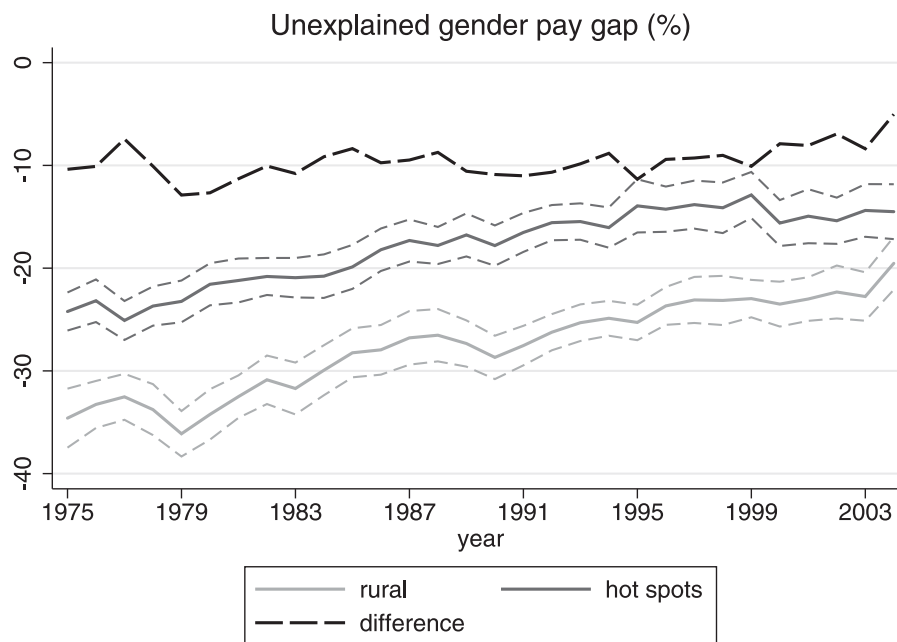 Unexplained gender pay gap (%)
0
-10
-20
-30
-40
1975 1979 1983 1987 1991 1995 1999 2003
year
rural hot spots
difference